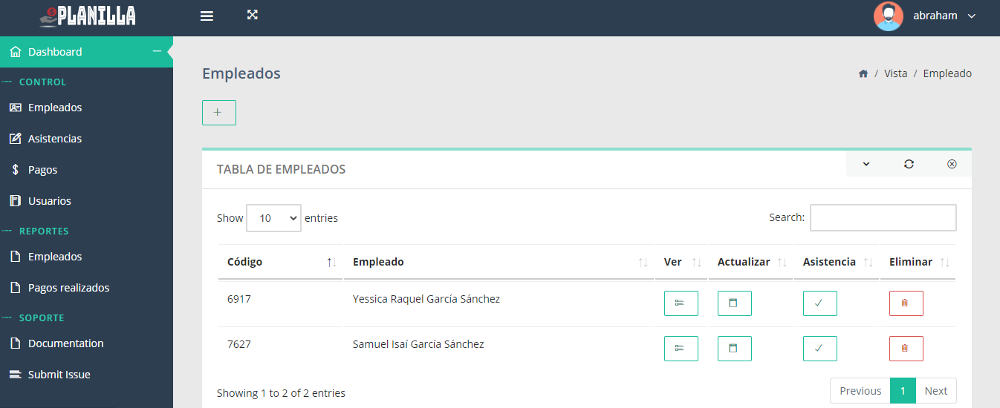 PLANILLA
abraham
Dashboard
CONTROL
Empleados
Asistencias
Pagos
Usuarios
REPORTES
Empleados
Pagos realizados
SOPORTE
Documentation
Submit Issue
Empleados
/ Vista / Empleado
TABLA DE EMPLEADOS
Show 10 entries
Search:
Código Empleado Ver Actualizar Asistencia Eliminar
6917 Yessica Raquel García Sánchez
7627 Samuel Isaí García Sánchez
Showing 1 to 2 of 2 entries
Previous 1 Next